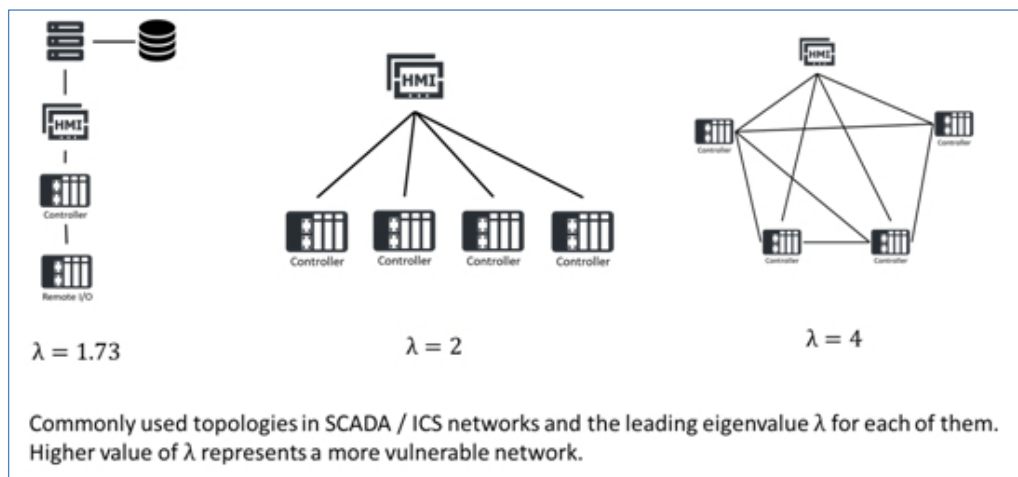 HMI
Controller
Remote I/O
λ = 1.73
HMI
Controller Controller Controller Controller
λ = 2
HMI
Controller
Controller
Controller
Controller
λ = 4
Commonly used topologies in SCADA / ICS networks and the leading eigenvalue λ for each of them.
Higher value of λ represents a more vulnerable network.